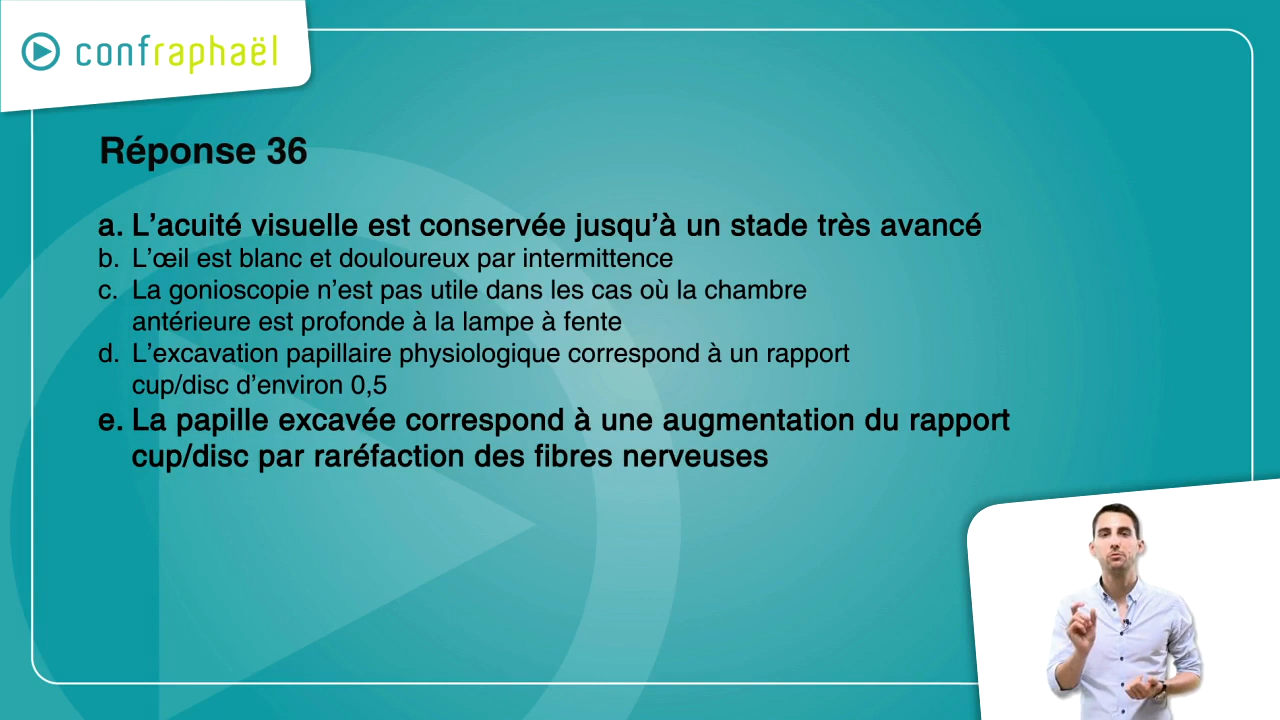 confraphaël
Réponse 36
a. L’acuité visuelle est conservée jusqu’à un stade très avancé
b. L’œil est blanc et douloureux par intermittence
c. La gonioscopie n’est pas utile dans les cas où la chambre
antérieure est profonde à la lampe à fente
d. L’excavation papillaire physiologique correspond à un rapport
cup/disc d’environ 0,5
e. La papille excavée correspond à une augmentation du rapport
cup/disc par raréfaction des fibres nerveuses